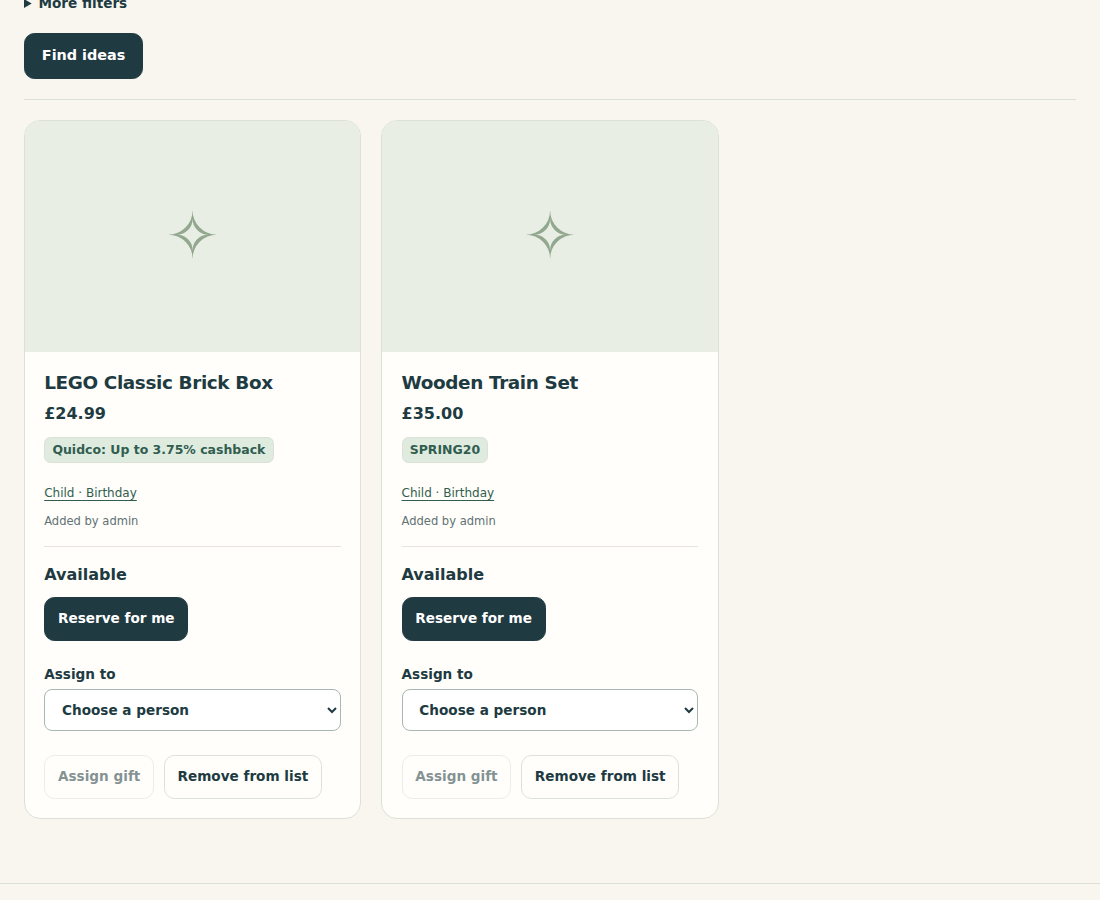 More filters
Find ideas
LEGO Classic Brick Box
£24.99
Quidco: Up to 3.75% cashback
Child · Birthday
Added by admin
Available
Reserve for me
Assign to
Choose a person
Assign gift
Remove from list
Wooden Train Set
£35.00
SPRING20
Child · Birthday
Added by admin
Available
Reserve for me
Assign to
Choose a person
Assign gift
Remove from list